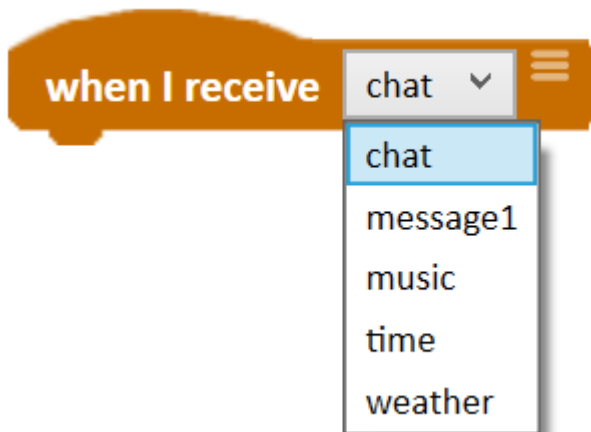 when I receive chat
chat
message1
music
time
weather